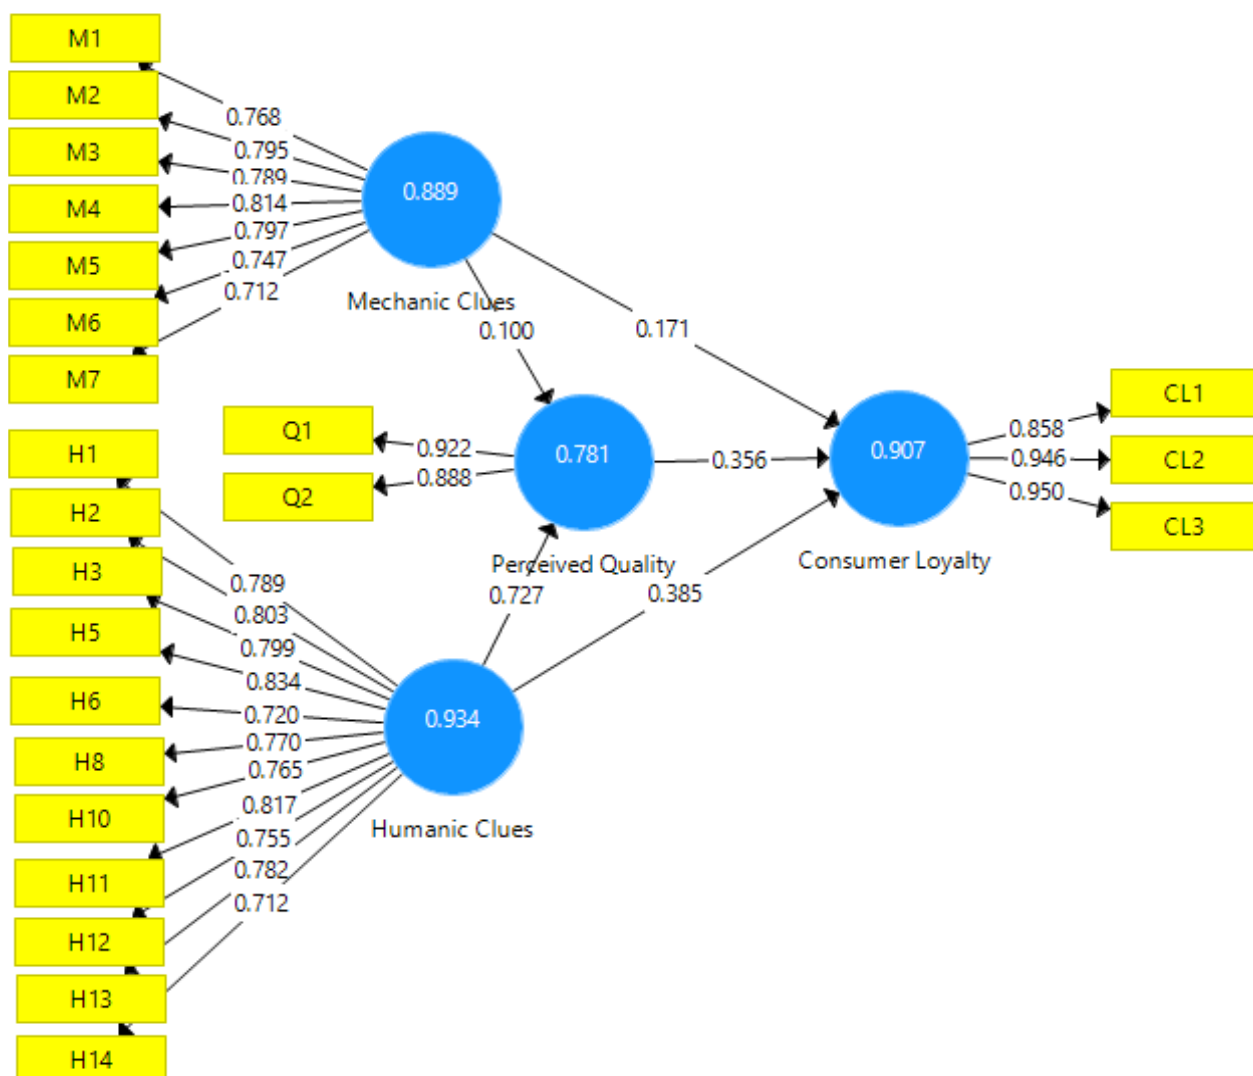 M1
M2
M3
M4
M5
M6
M7
0.768
0.795
0.789
0.814
0.797
0.747
0.712
0.889
Mechanic Clues
0.100
0.171
Q1
Q2
0.922
0.888
0.781
Perceived Quality
0.356
0.907
Consumer Loyalty
0.858
0.946
0.950
CL1
CL2
CL3
H1
H2
H3
H5
H6
H8
H10
H11
H12
H13
H14
0.789
0.803
0.799
0.834
0.720
0.770
0.765
0.817
0.755
0.782
0.712
0.934
Humanic Clues
0.727
0.385